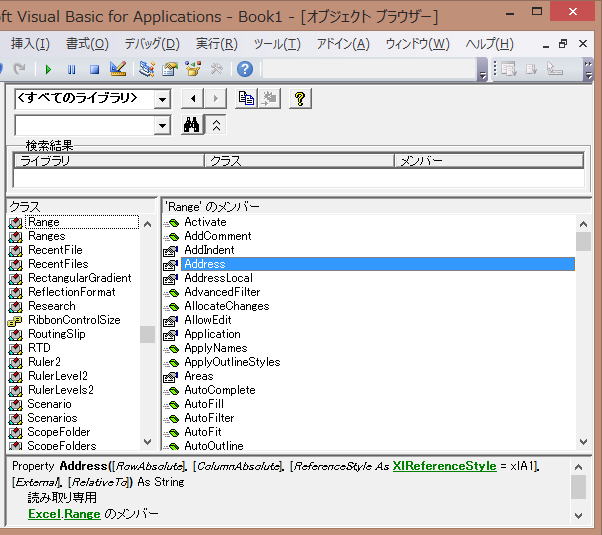 ft Visual Basic for Applications - Book1 - [オブジェクト ブラウザー]
挿入(I) 書式(O) デバッグ(D) 実行(R) ツール(T) アドイン(A) ウィンドウ(W) ヘルプ(H)
<すべてのライブラリ>
検索結果
ライブラリ クラス メンバー
クラス
Range
Ranges
RecentFile
RecentFiles
RectangularGradient
ReflectionFormat
Research
RibbonControlSize
RoutingSlip
RTD
Ruler2
RulerLevel2
RulerLevels2
Scenario
Scenarios
ScopeFolder
ScopeFolders
'Range' のメンバー
Activate
AddComment
AddIndent
Address
AddressLocal
AdvancedFilter
AllocateChanges
AllowEdit
Application
ApplyNames
ApplyOutlineStyles
Areas
AutoComplete
AutoFill
AutoFilter
AutoFit
AutoOutline
Property Address([RowAbsolute], [ColumnAbsolute], [ReferenceStyle As XlReferenceStyle = xlA1],
[External], [RelativeTo]) As String
読み取り専用
Excel.Range のメンバー